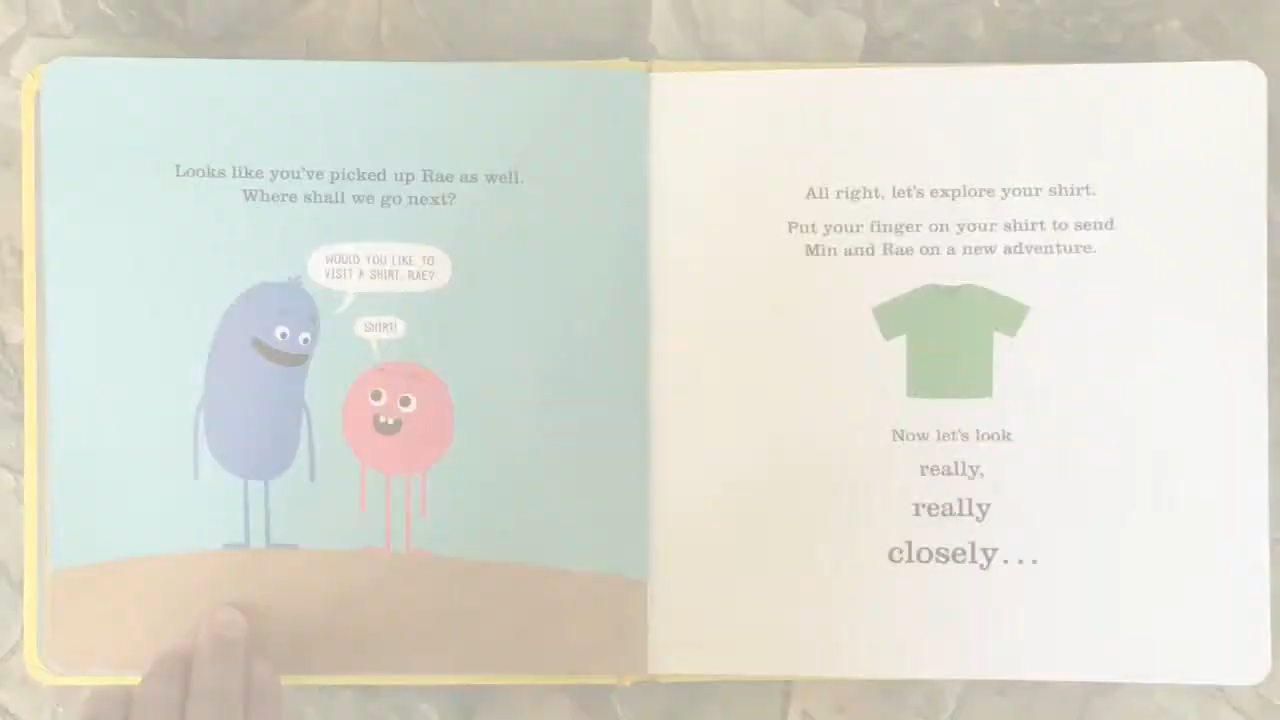 Looks like you've picked up Rae as well.
Where shall we go next?
WOULD YOU LIKE TO
VISIT A SHIRT, RAE?
SHIRT!
All right, let's explore your shirt.
Put your finger on your shirt to send
Min and Rae on a new adventure.
Now let's look
really,
really
closely...